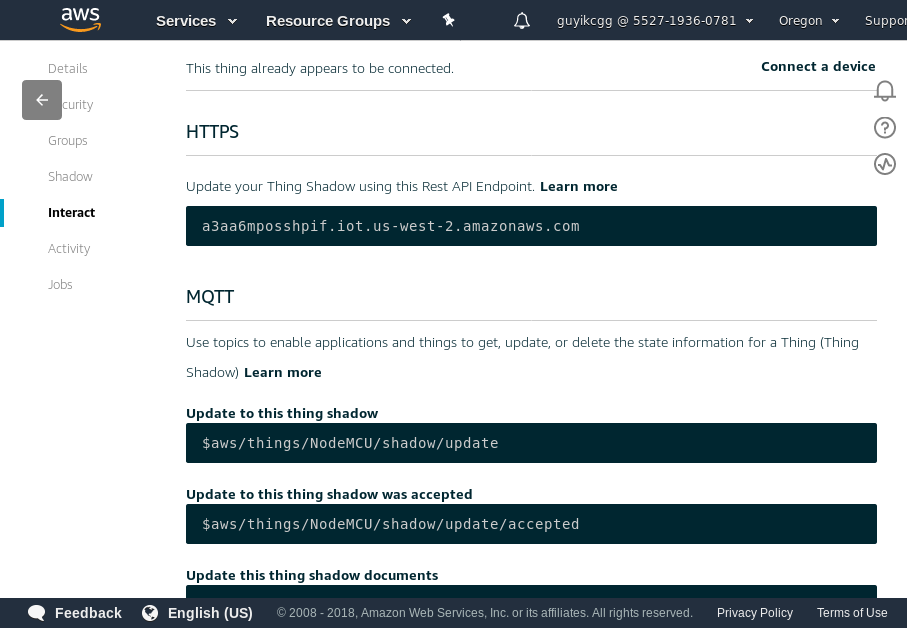 aws
Services
Resource Groups
guyikcgg @ 5527-1936-0781
Oregon
Suppor
Details
This thing already appears to be connected.
Connect a device
curity
Groups
HTTPS
Shadow
Update your Thing Shadow using this Rest API Endpoint. Learn more
Interact
a3aa6mposshpif.iot.us-west-2.amazonaws.com
Activity
Jobs
MQTT
Use topics to enable applications and things to get, update, or delete the state information for a Thing (Thing
Shadow) Learn more
Update to this thing shadow
$aws/things/NodeMCU/shadow/update
Update to this thing shadow was accepted
$aws/things/NodeMCU/shadow/update/accepted
Update this thing shadow documents
Feedback
English (US)
© 2008 - 2018, Amazon Web Services, Inc. or its affiliates. All rights reserved.
Privacy Policy
Terms of Use